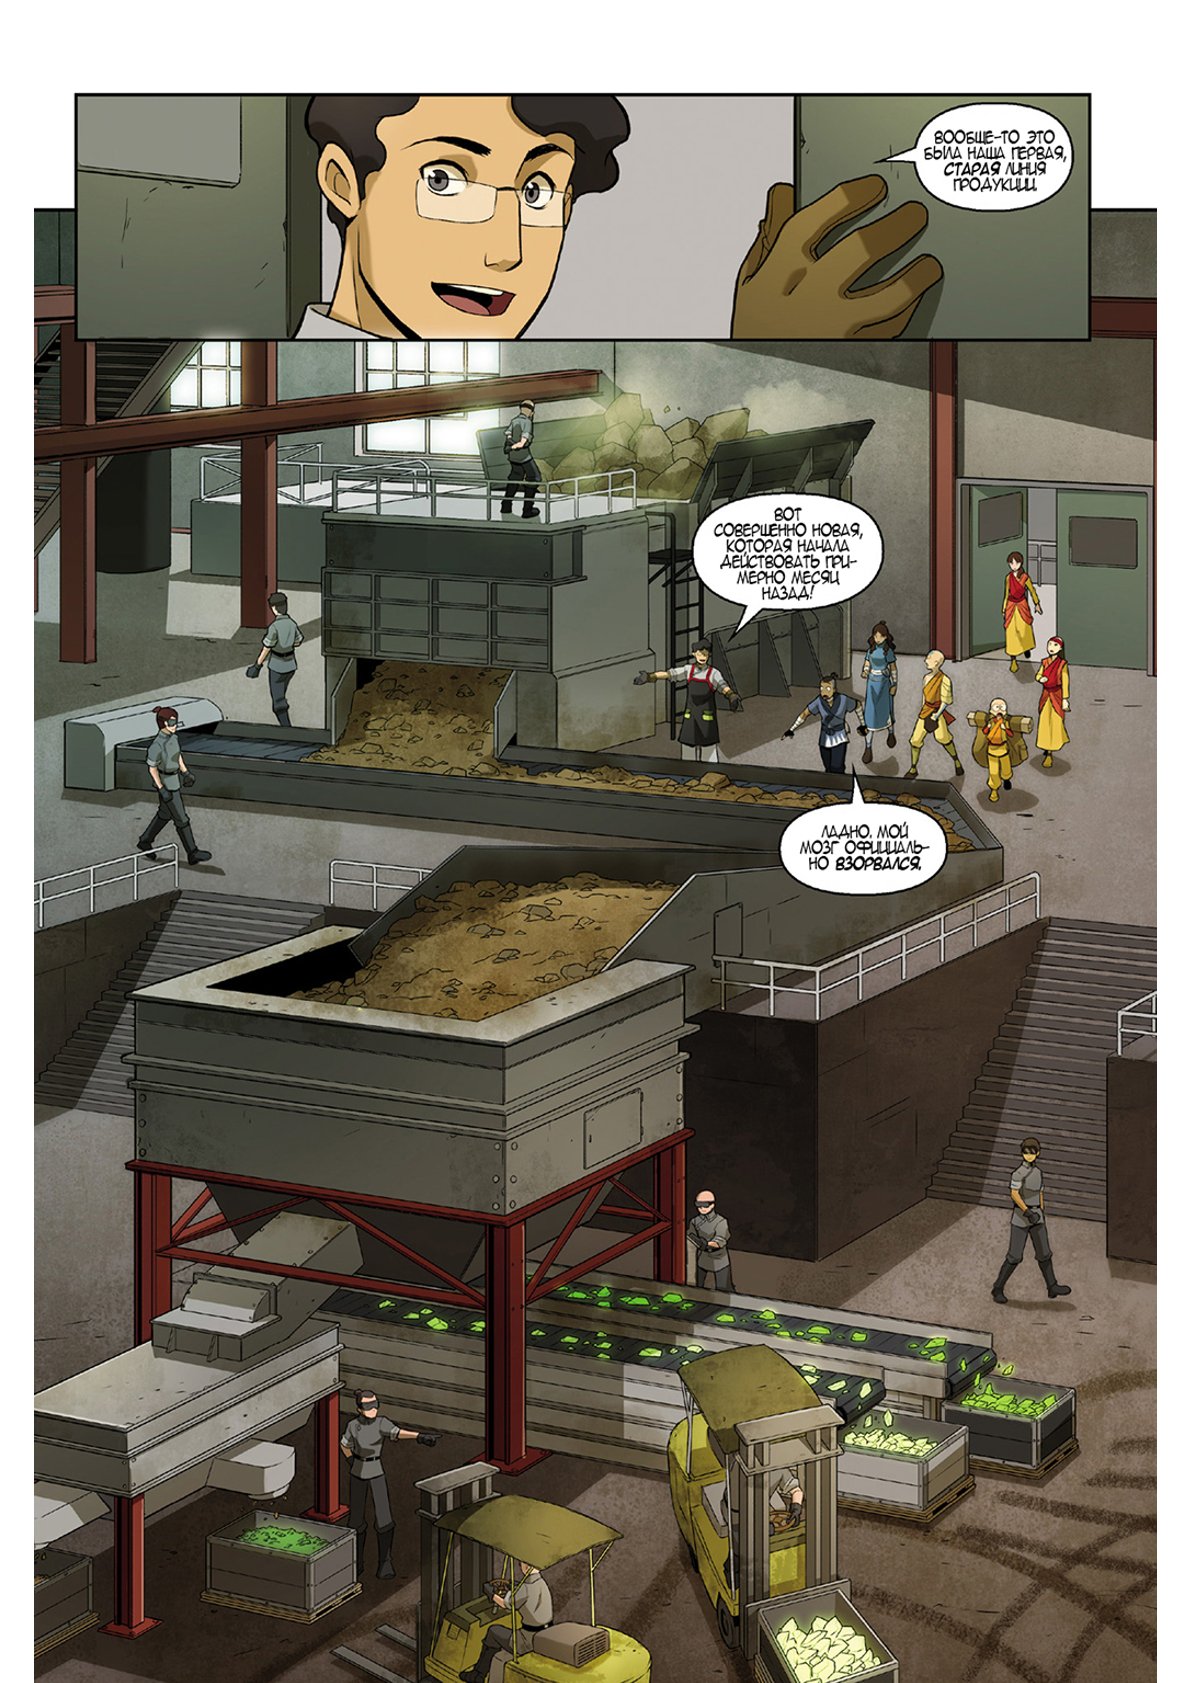 ВООБЩЕ-ТО ЭТО
БЫЛА НАША ПЕРВАЯ,
СТАРАЯ ЛИНИЯ
ПРОДУКЦИИ.
ВОТ
СОВЕРШЕННО НОВАЯ,
КОТОРАЯ НАЧАЛА
ДЕЙСТВОВАТЬ ПРИ-
МЕРНО МЕСЯЦ
НАЗАД!
ЛАДНО. МОЙ
МОЗГ ОФИЦИАЛЬ-
НО ВЗОРВАЛСЯ.